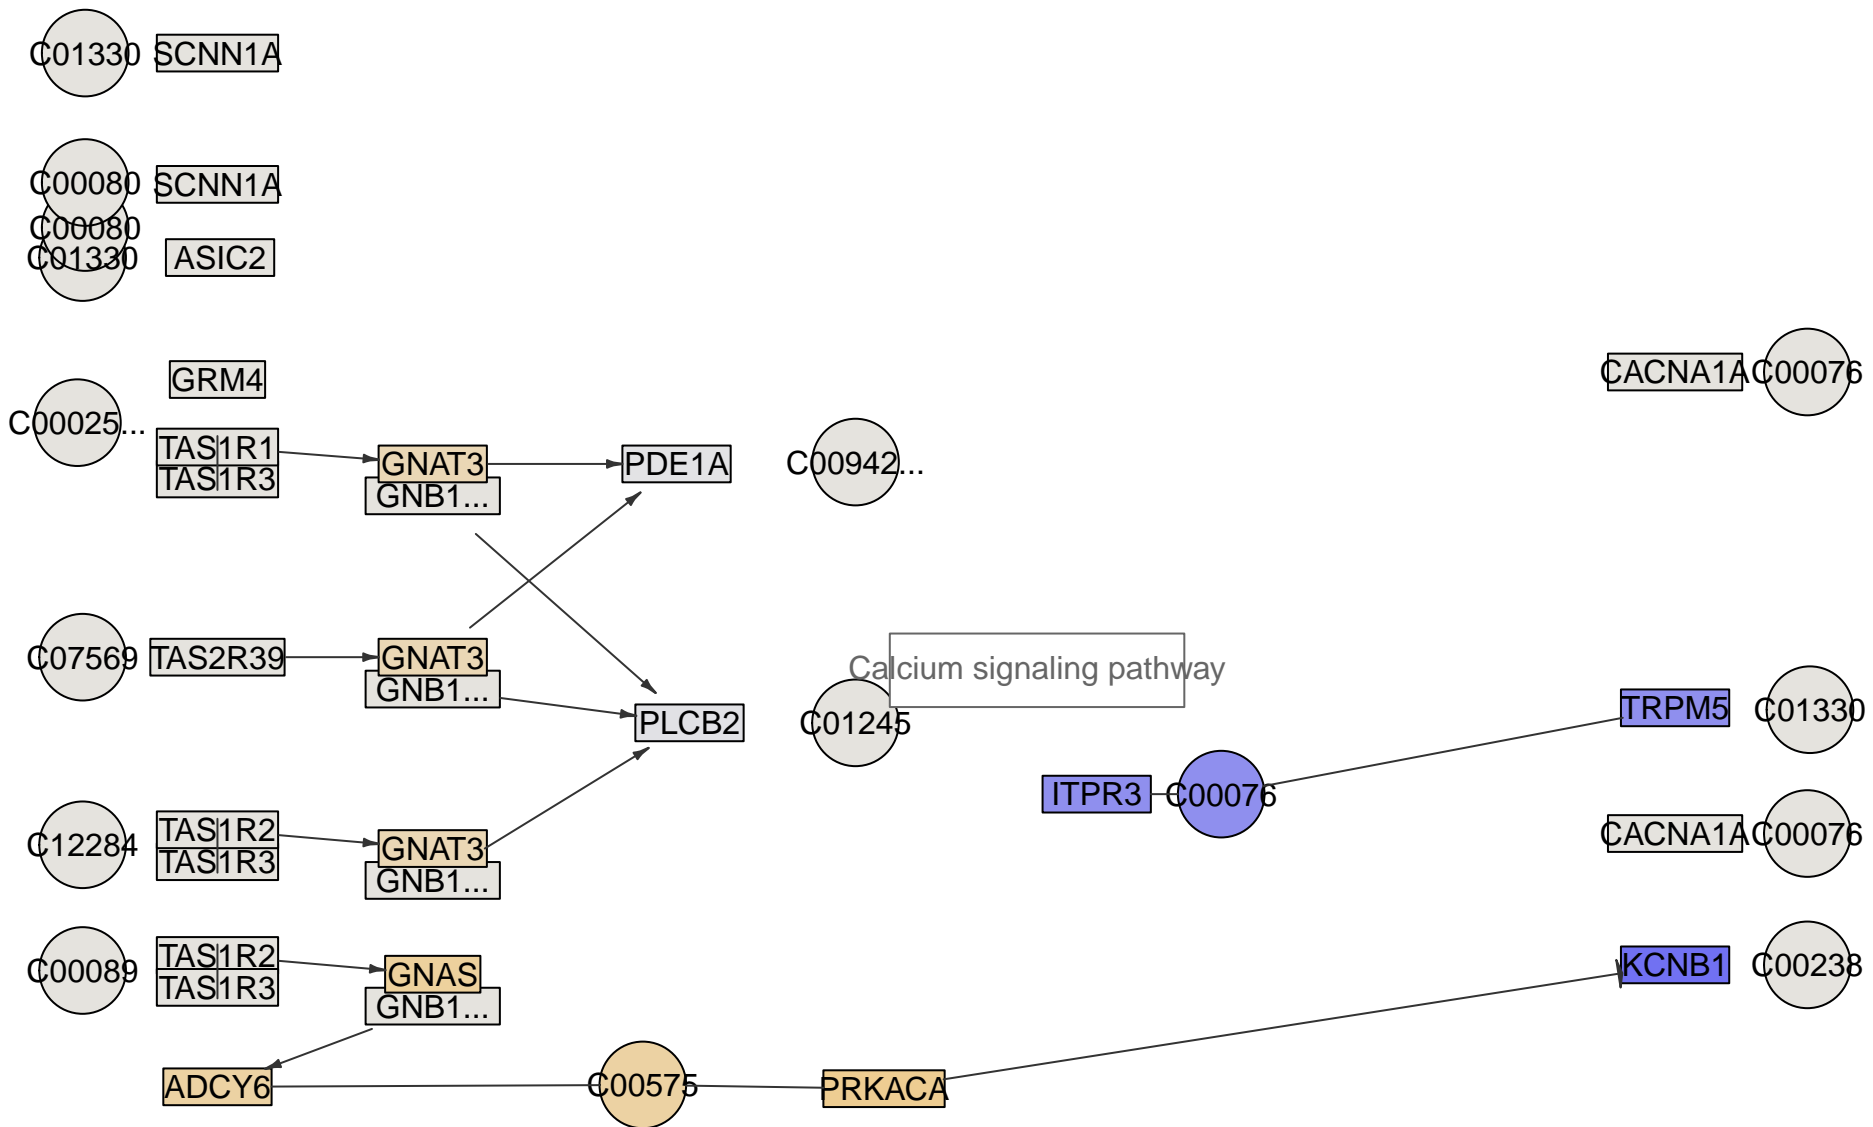 C01330
SCNN1A
C00080
SCNN1A
C00080
C01330
ASIC2
GRM4
C00025...
TAS1R1
TAS1R3
GNAT3
GNB1...
PDE1A
C00942...
CACNA1A
C00076
C07569
TAS2R39
GNAT3
GNB1...
PLCB2
C01245
Calcium signaling pathway
TRPM5
C01330
ITPR3
C00076
C12284
TAS1R2
TAS1R3
GNAT3
GNB1...
CACNA1A
C00076
C00089
TAS1R2
TAS1R3
GNAS
GNB1...
KCNB1
C00238
ADCY6
C00575
PRKACA